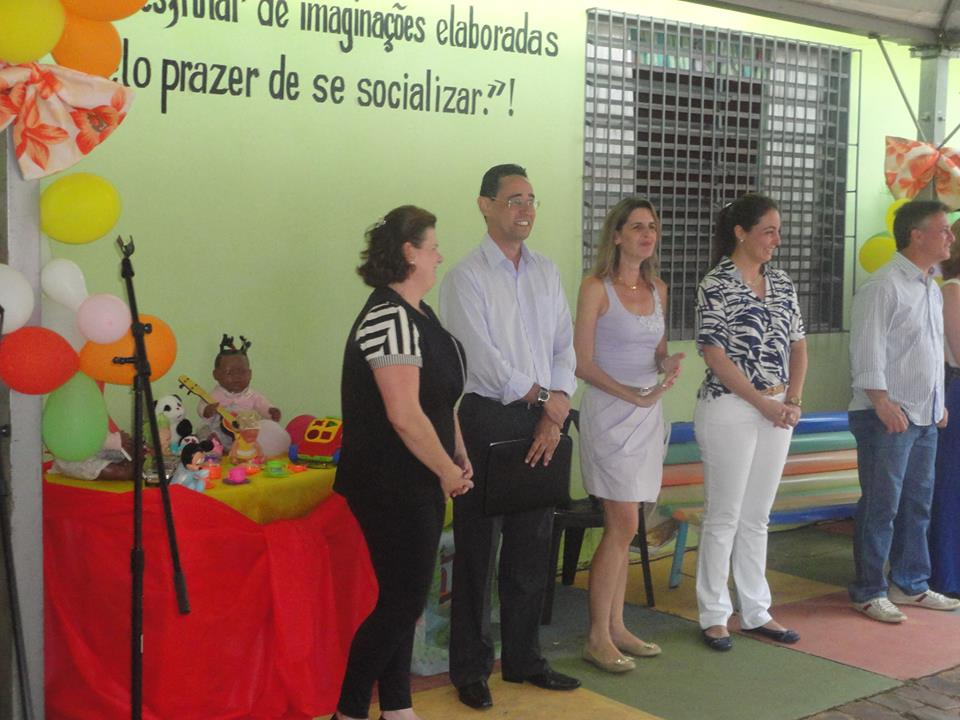 de imaginações elaboradas
lo prazer de se socializar."!